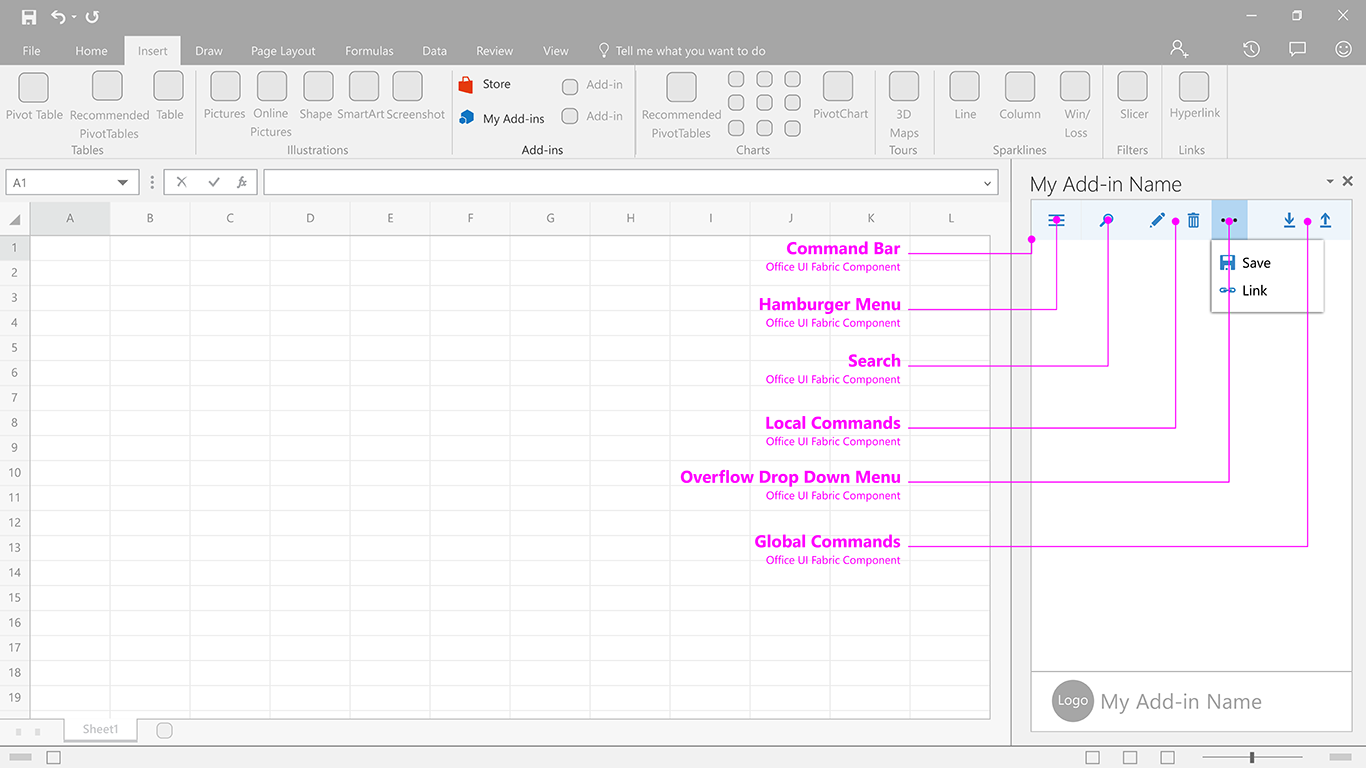 File Home Insert Draw Page Layout Formulas Data Review View Tell me what you want to do
Pivot Table
Recommended
PivotTables
Table
Tables
Pictures
Online
Pictures
Shape
SmartArt
Screenshot
Illustrations
Store
My Add-ins
Add-in
Add-in
Add-ins
Recommended
PivotTables
PivotChart
Charts
3D
Maps
Tours
Line
Column
Win/
Loss
Sparklines
Slicer
Filters
Hyperlink
Links
A1
fx
My Add-in Name
A B C D E F G H I J K L
1
2
3
4
5
6
7
8
9
10
11
12
13
14
15
16
17
18
19
Command Bar
Office UI Fabric Component
Hamburger Menu
Office UI Fabric Component
Search
Office UI Fabric Component
Local Commands
Office UI Fabric Component
Overflow Drop Down Menu
Office UI Fabric Component
Global Commands
Office UI Fabric Component
Save
Link
Logo
My Add-in Name
Sheet1